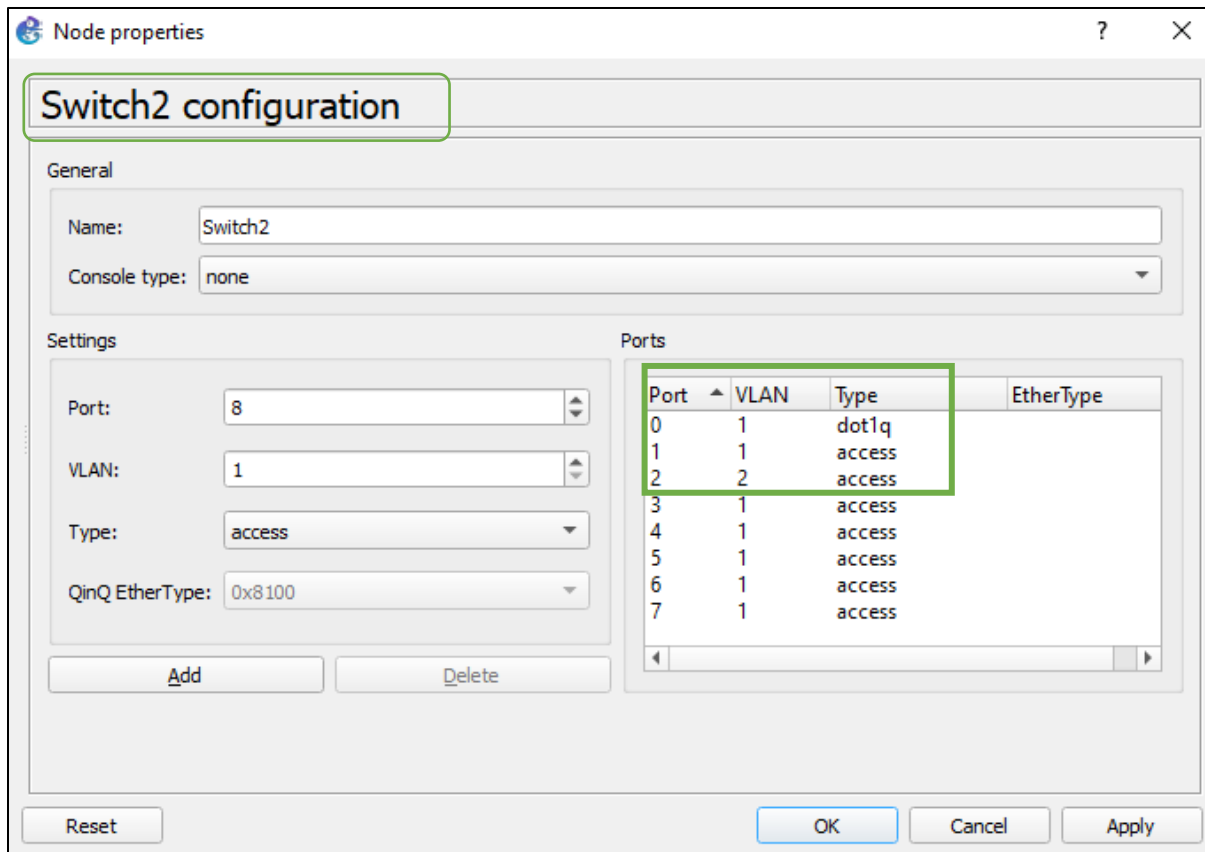 Node properties
?
Switch2 configuration
General
Name: Switch2
Console type: none
Settings
Port: 8
VLAN: 1
Type: access
QinQ EtherType: 0x8100
Add Delete
Ports
Port VLAN Type EtherType
0 1 dot1q
1 1 access
2 2 access
3 1 access
4 1 access
5 1 access
6 1 access
7 1 access
Reset OK Cancel Apply